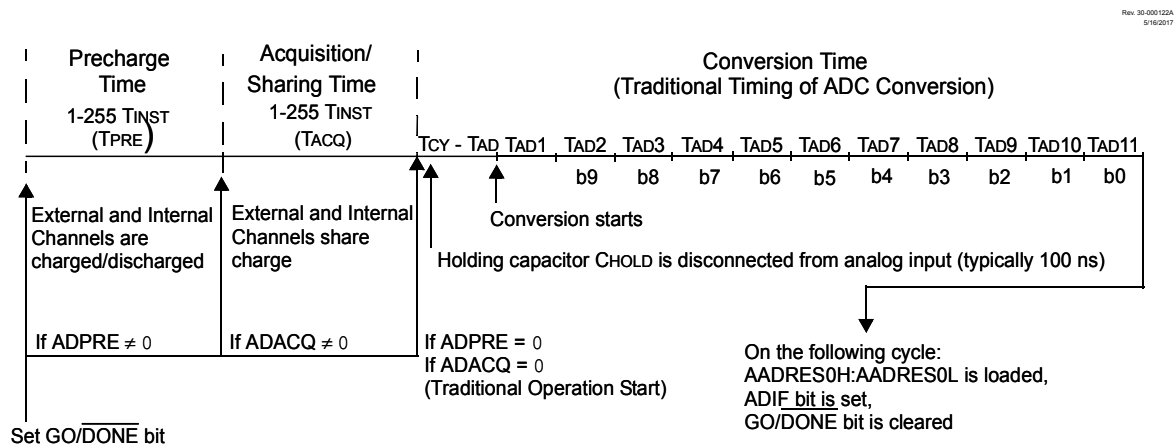 Rev. 30-000122A
5/16/2017
Precharge
Time
1-255 TINST
(TPRE)
Acquisition/
Sharing Time
1-255 TINST
(TACQ)
Conversion Time
(Traditional Timing of ADC Conversion)
TCY - TAD TAD1 TAD2 TAD3 TAD4 TAD5 TAD6 TAD7 TAD8 TAD9 TAD10 TAD11
b9 b8 b7 b6 b5 b4 b3 b2 b1 b0
External and Internal
Channels are
charged/discharged
External and Internal
Channels share
charge
Conversion starts
Holding capacitor CHOLD is disconnected from analog input (typically 100 ns)
If ADPRE ≠ 0
If ADACQ ≠ 0
If ADPRE = 0
If ADACQ = 0
(Traditional Operation Start)
On the following cycle:
AADRES0H:AADRES0L is loaded,
ADIF bit is set,
GO/DONE bit is cleared
Set GO/DONE bit